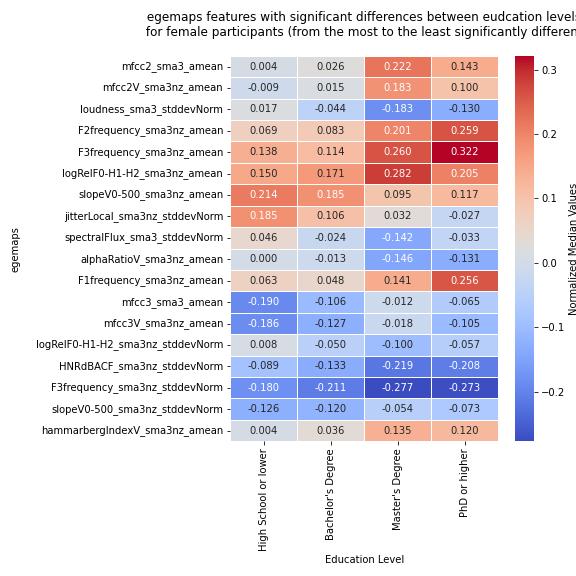 egemaps features with significant differences between eudcation levels
for female participants (from the most to the least significantly differen
mfcc2_sma3_amean 0.004 0.026 0.222 0.143
mfcc2V_sma3nz_amean -0.009 0.015 0.183 0.100
loudness_sma3_stddevNorm 0.017 -0.044 -0.183 -0.130
F2frequency_sma3nz_amean 0.069 0.083 0.201 0.259
F3frequency_sma3nz_amean 0.138 0.114 0.260 0.322
logRelF0-H1-H2_sma3nz_amean 0.150 0.171 0.282 0.205
slopeV0-500_sma3nz_amean 0.214 0.185 0.095 0.117
jitterLocal_sma3nz_stddevNorm 0.185 0.106 0.032 -0.027
spectralFlux_sma3_stddevNorm 0.046 -0.024 -0.142 -0.033
alphaRatioV_sma3nz_amean 0.000 -0.013 -0.146 -0.131
F1frequency_sma3nz_amean 0.063 0.048 0.141 0.256
mfcc3_sma3_amean -0.190 -0.106 -0.012 -0.065
mfcc3V_sma3nz_amean -0.186 -0.127 -0.018 -0.105
logRelF0-H1-H2_sma3nz_stddevNorm 0.008 -0.050 -0.100 -0.057
HNRdBACF_sma3nz_stddevNorm -0.089 -0.133 -0.219 -0.208
F3frequency_sma3nz_stddevNorm -0.180 -0.211 -0.277 -0.273
slopeV0-500_sma3nz_stddevNorm -0.126 -0.120 -0.054 -0.073
hammarbergIndexV_sma3nz_amean 0.004 0.036 0.135 0.120
egemaps
High School or lower
Bachelor's Degree
Master's Degree
PhD or higher
Education Level
0.3
0.2
0.1
0.0
−0.1
−0.2
Normalized Median Values